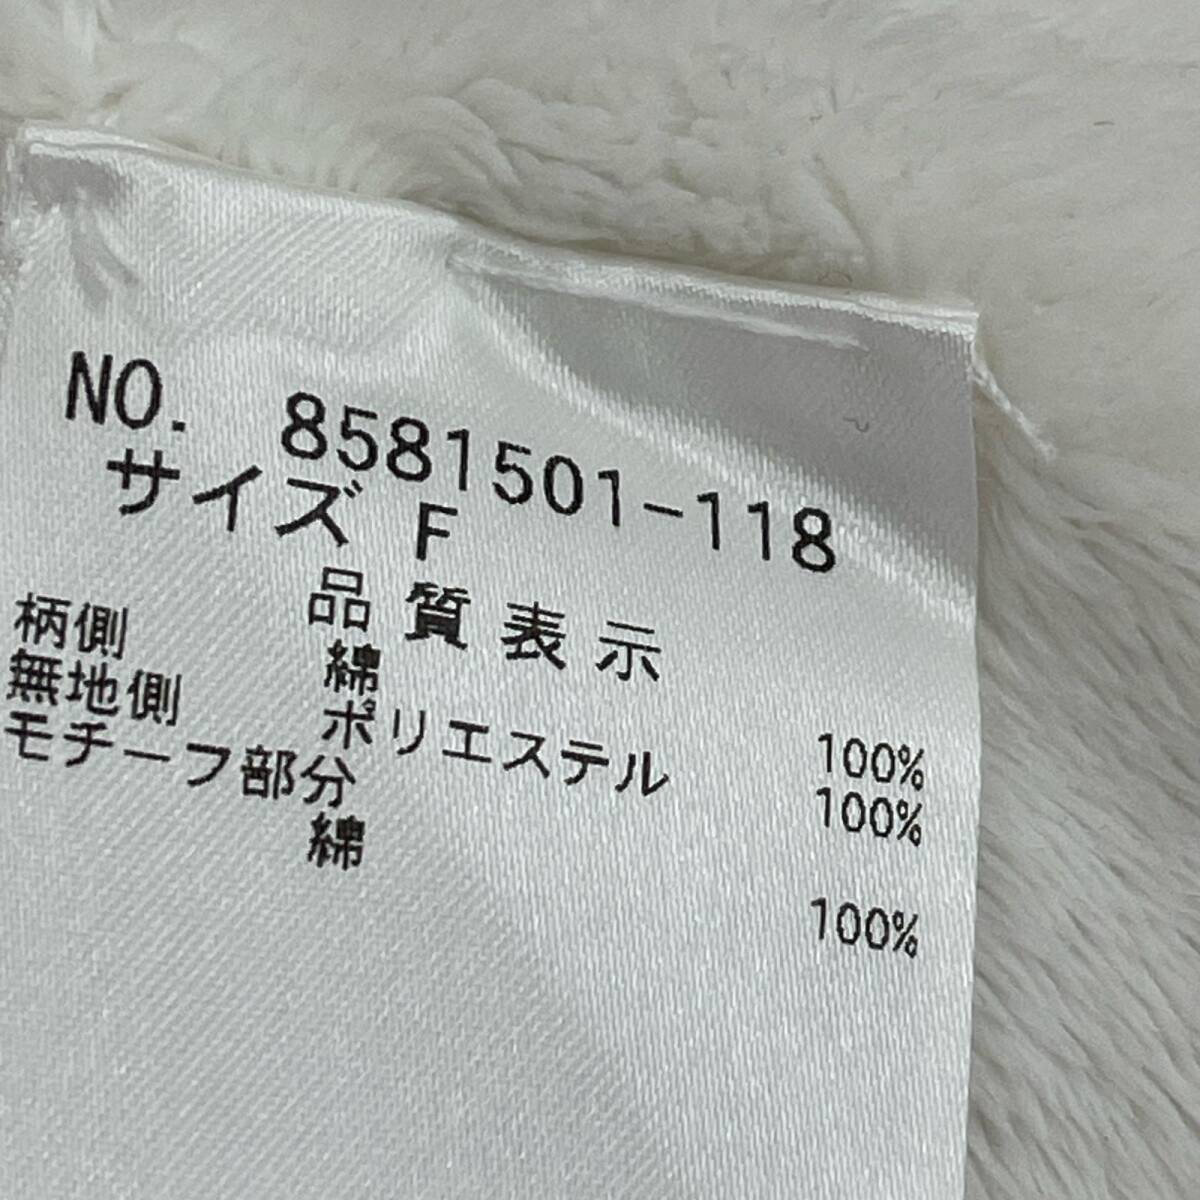 NO. 8581501-118
サイズ F
品質表示
柄側 綿 100%
無地側 ポリエステル 100%
モチーフ部分
綿 100%